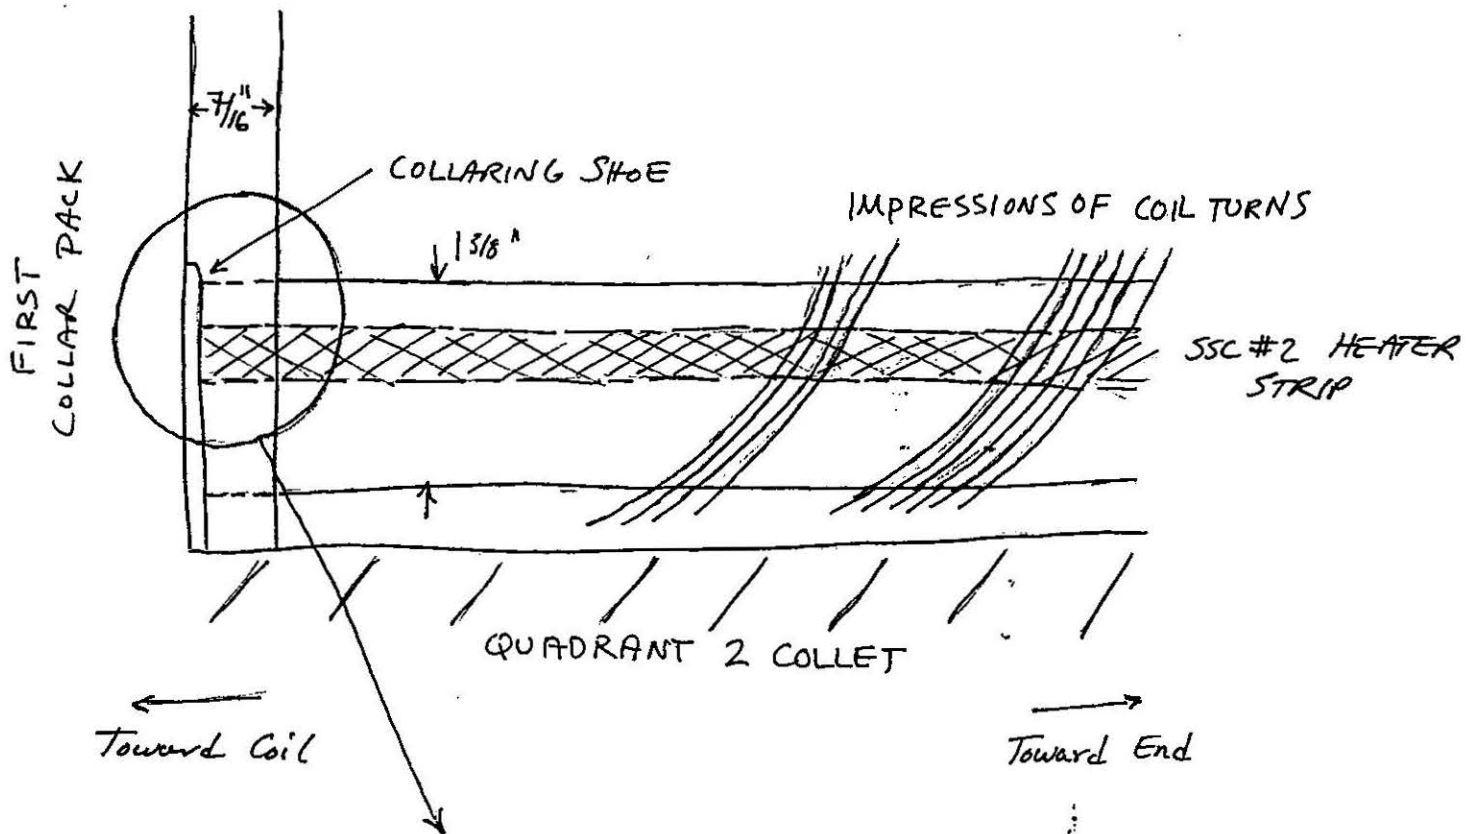 7/16"
COLLARING SHOE
IMPRESSIONS OF COIL TURNS
FIRST
COLLAR PACK
1 3/8"
SSC #2 HEATER
STRIP
QUADRANT 2 COLLET
Toward Coil
Toward End